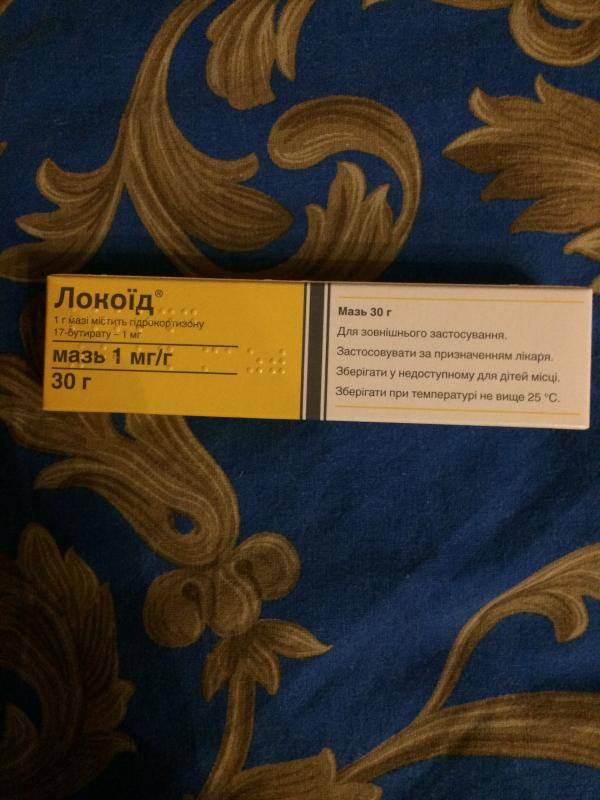 Локоїд®
1 г мазі містить гідрокортизону
17-бутирату – 1 мг
мазь 1 мг/г
30 г
Мазь 30 г
Для зовнішнього застосування.
Застосовувати за призначенням лікаря.
Зберігати у недоступному для дітей місці.
Зберігати при температурі не вище 25 °C.